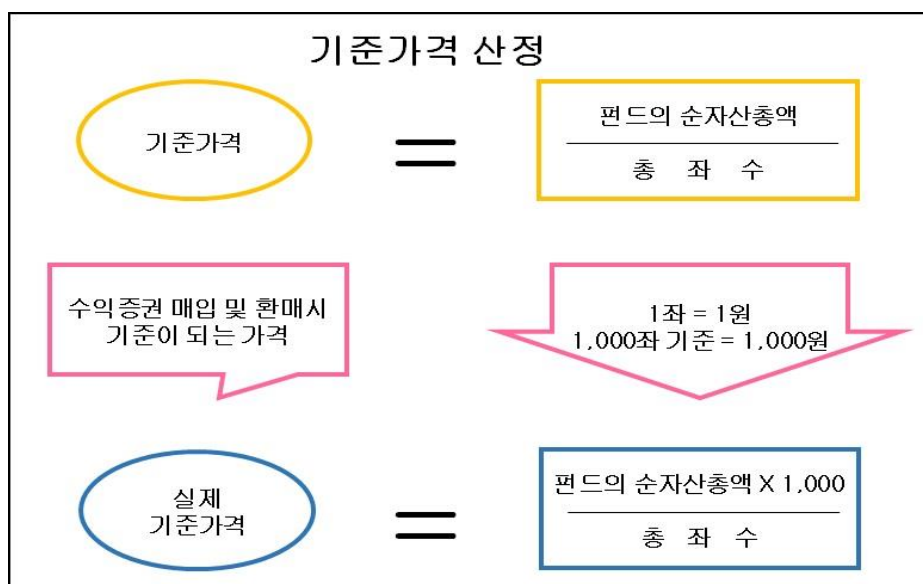 기준가격 산정
기준가격
=
펀드의 순자산총액
총 좌 수
수익증권 매입 및 환매시
기준이 되는 가격
1좌 = 1원
1,000좌 기준 = 1,000원
실제
기준가격
=
펀드의 순자산총액 X 1,000
총 좌 수